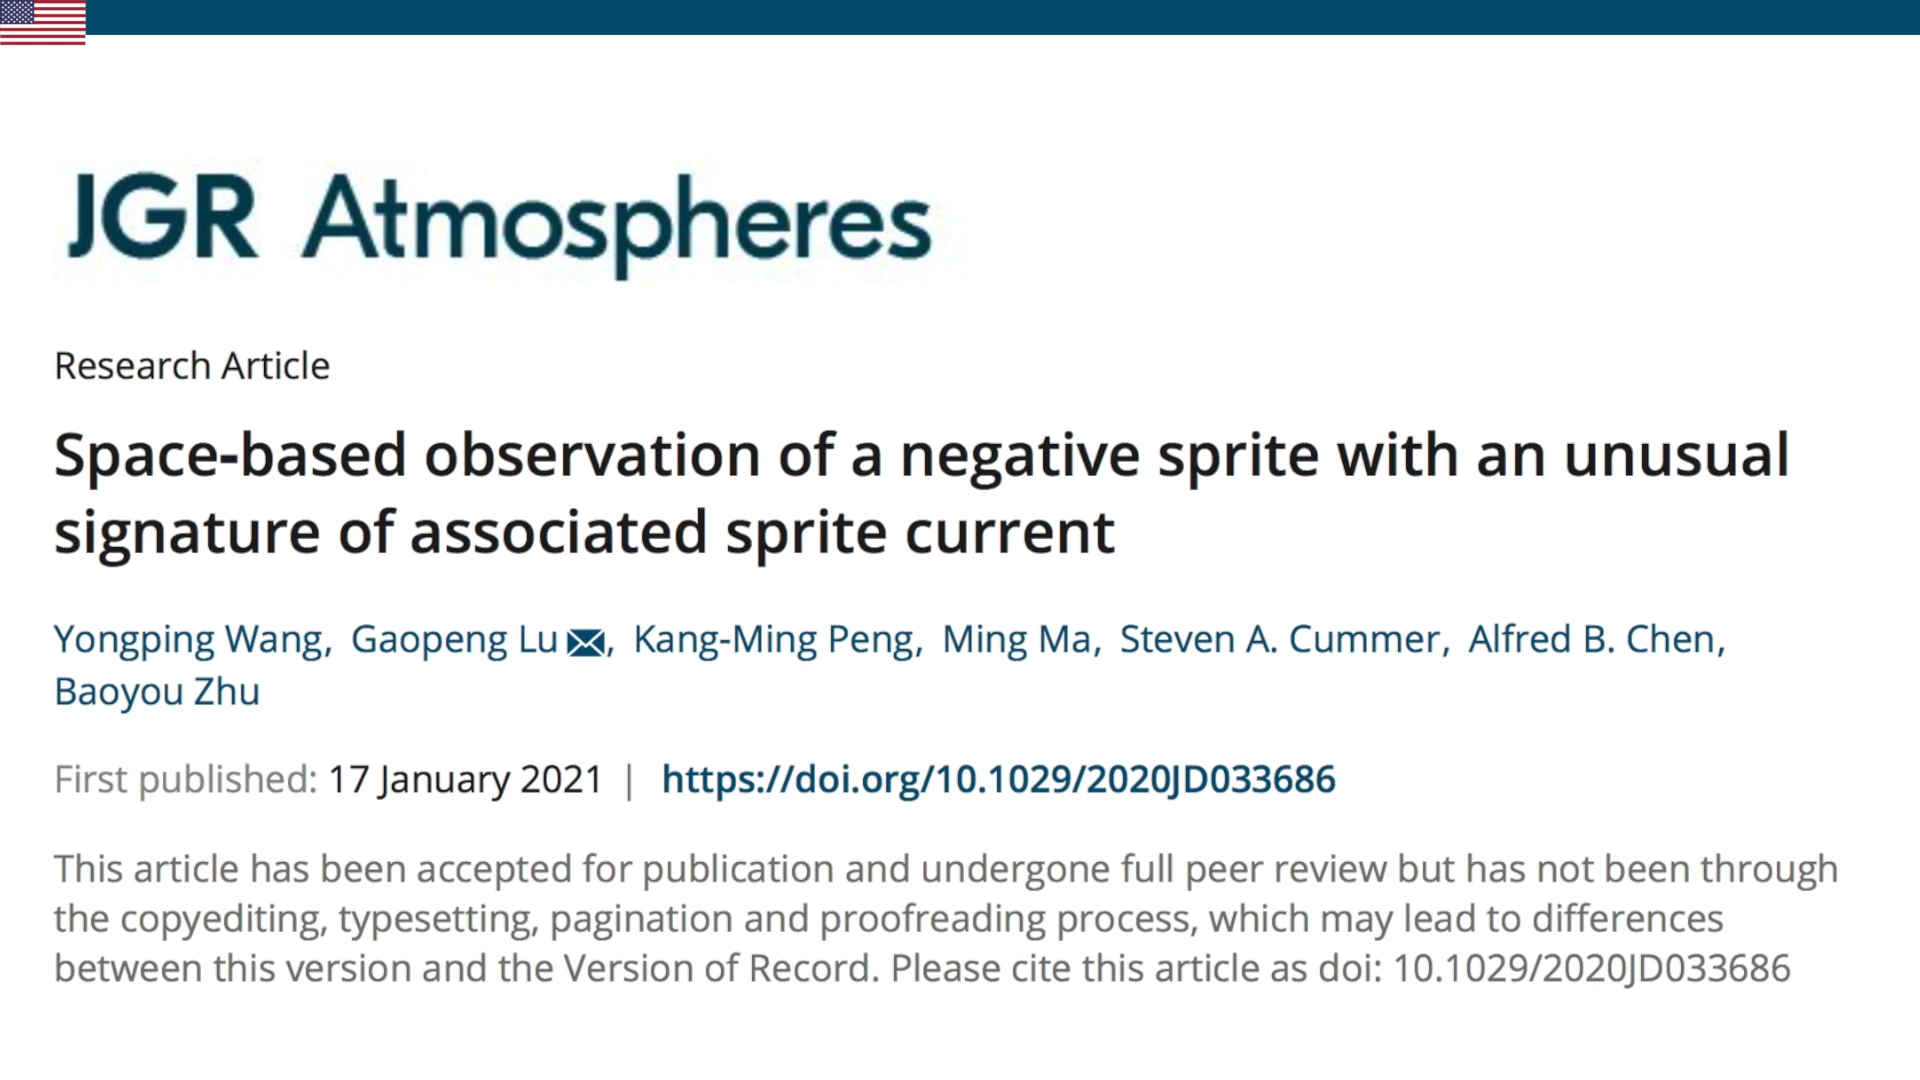 JGR Atmospheres
Research Article
Space-based observation of a negative sprite with an unusual
signature of associated sprite current
Yongping Wang, Gaopeng Lu, Kang-Ming Peng, Ming Ma, Steven A. Cummer, Alfred B. Chen,
Baoyou Zhu
First published: 17 January 2021 | https://doi.org/10.1029/2020JD033686
This article has been accepted for publication and undergone full peer review but has not been through
the copyediting, typesetting, pagination and proofreading process, which may lead to differences
between this version and the Version of Record. Please cite this article as doi: 10.1029/2020JD033686